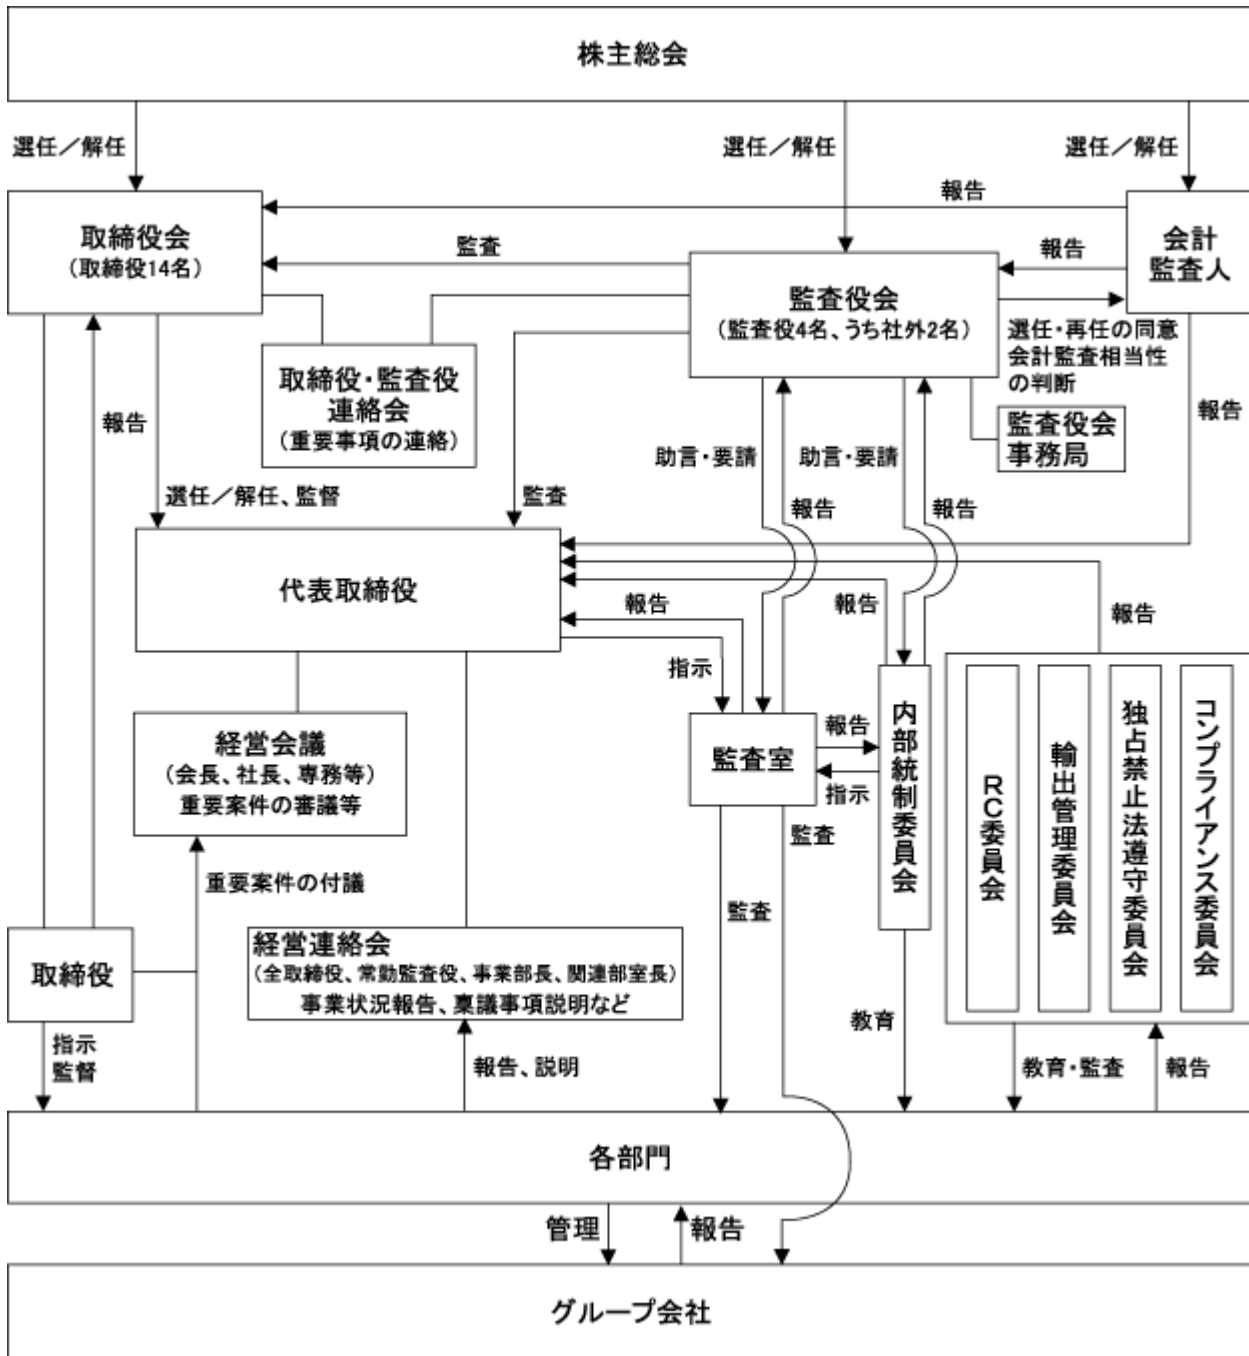 株主総会
選任／解任
選任／解任
選任／解任
取締役会
（取締役14名）
報告
監査
監査役会
（監査役4名、うち社外2名）
報告
会計
監査人
選任・再任の同意
会計監査相当性
の判断
取締役・監査役
連絡会
（重要事項の連絡）
監査役会
事務局
報告
報告
助言・要請
助言・要請
選任／解任、監督
監査
報告
報告
代表取締役
報告
報告
報告
指示
経営会議
（会長、社長、専務等）
重要案件の審議等
監査室
報告
指示
内部統制委員会
RC委員会
輸出管理委員会
独占禁止法遵守委員会
コンプライアンス委員会
監査
重要案件の付議
監査
取締役
経営連絡会
（全取締役、常勤監査役、事業部長、関連部室長）
事業状況報告、稟議事項説明など
教育
指示
監督
報告、説明
教育・監査
報告
各部門
管理
報告
グループ会社